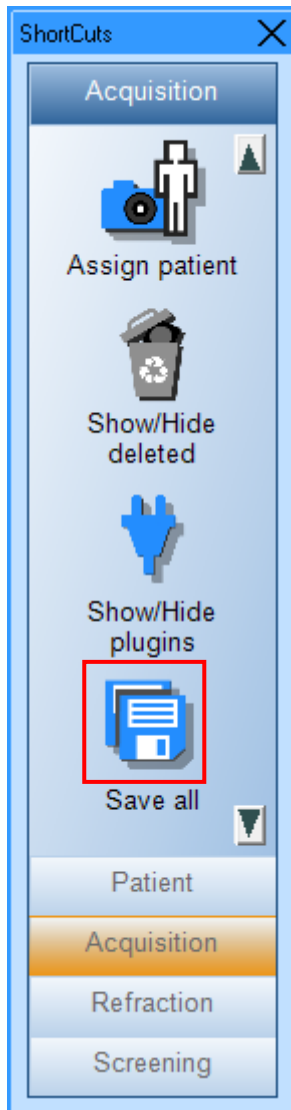 ShortCuts
Acquisition
Assign patient
Show/Hide
deleted
Show/Hide
plugins
Save all
Patient
Acquisition
Refraction
Screening